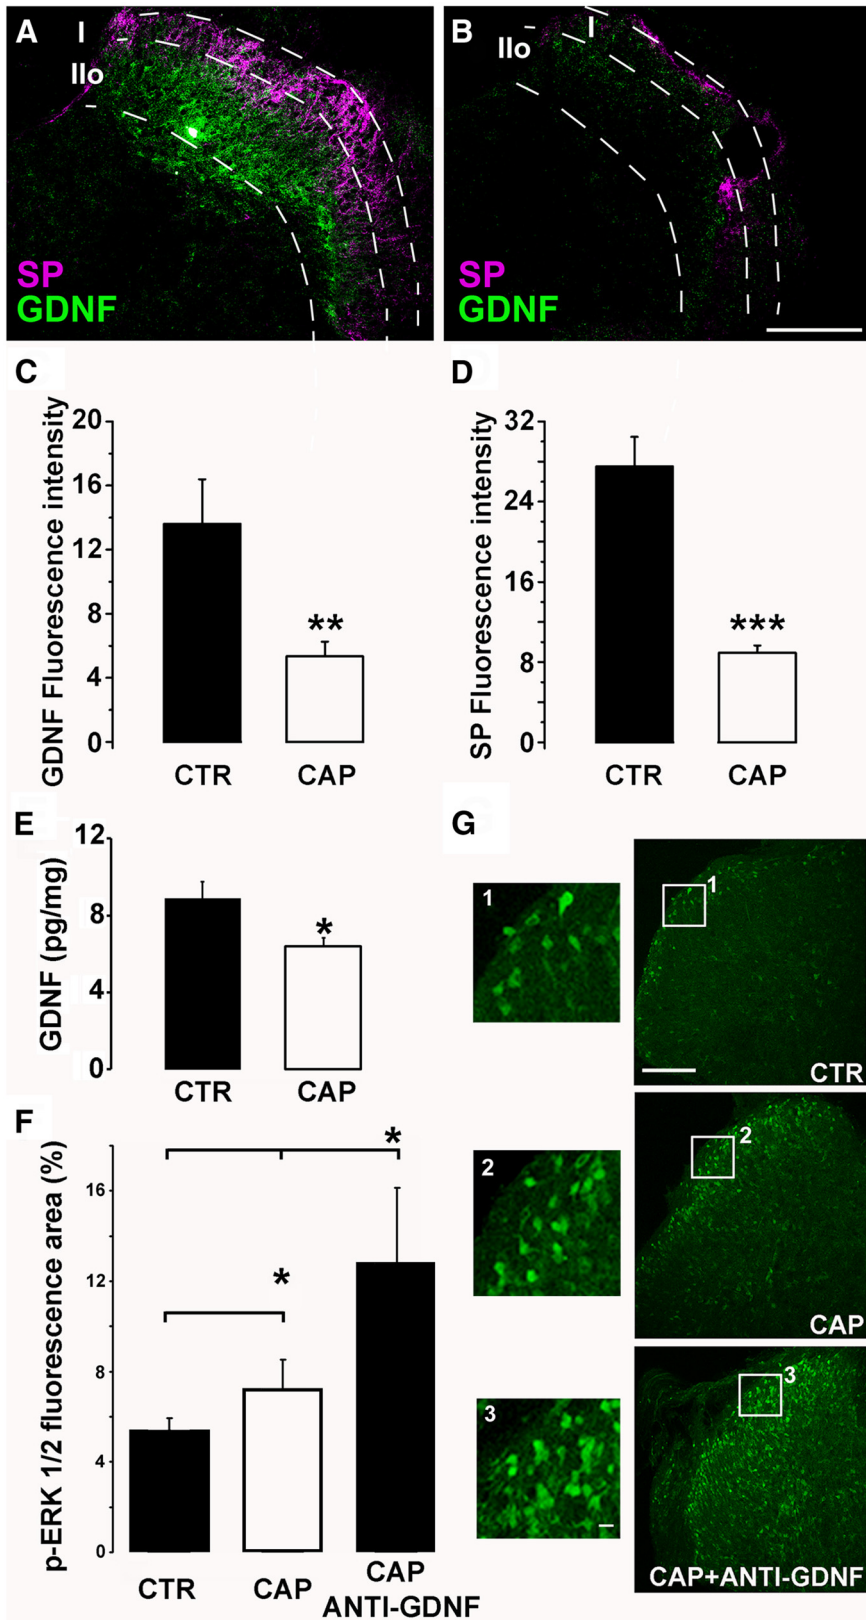 A
I
IIo
SP
GDNF
B
I
IIo
SP
GDNF
C
GDNF Fluorescence intensity
20
16
12
8
4
0
**
CTR
CAP
D
SP Fluorescence intensity
32
24
16
8
0
***
CTR
CAP
E
GDNF (pg/mg)
12
8
4
0
*
CTR
CAP
F
p-ERK 1/2 fluorescence area (%)
16
12
8
4
0
*
*
CTR
CAP
CAP
ANTI-GDNF
G
1
1
CTR
2
2
CAP
3
3
CAP+ANTI-GDNF